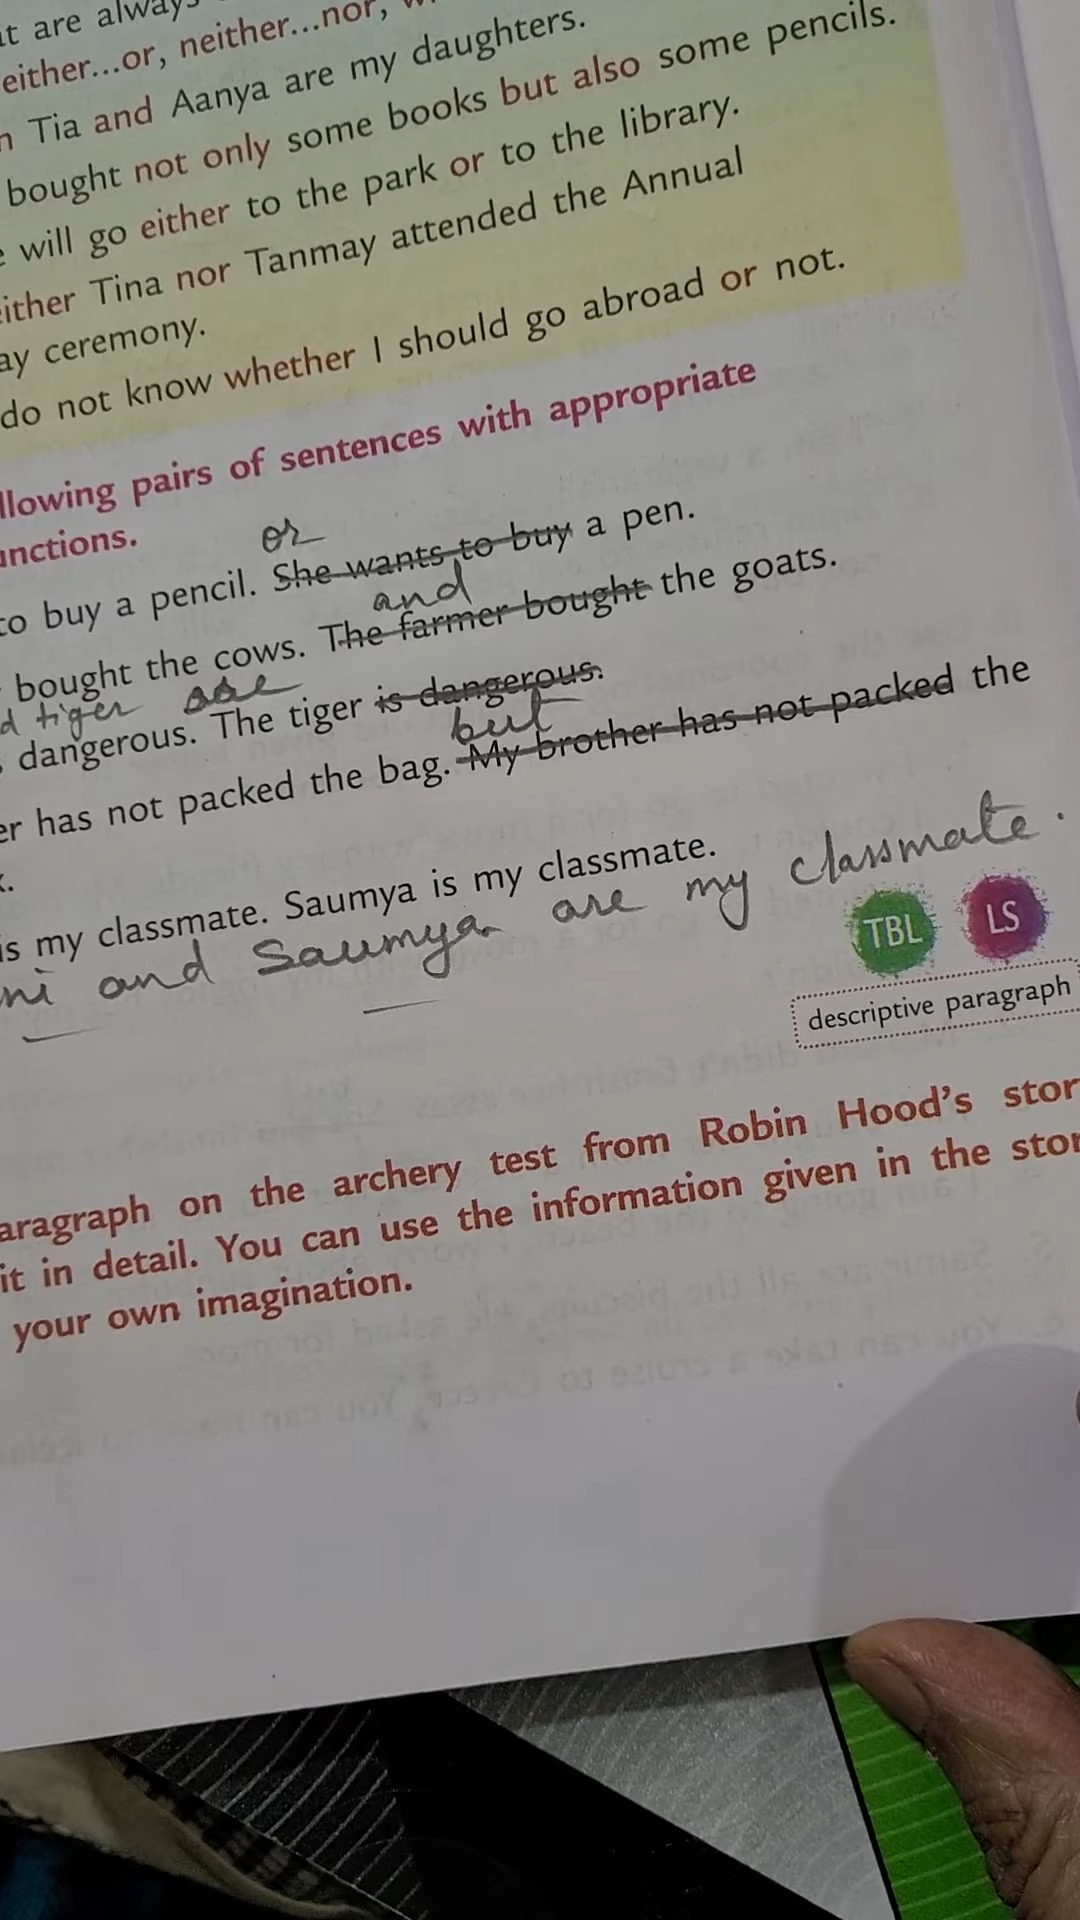 are always
either...or, neither...nor,
Tia and Aanya are my daughters.
bought not only some books but also some pencils.
will go either to the park or to the library.
either Tina nor Tanmay attended the Annual
ay ceremony.
do not know whether I should go abroad or not.
llowing pairs of sentences with appropriate
unctions.
or
to buy a pencil. She wants to buy a pen.
and
bought the cows. The farmer bought the goats.
d tiger are
dangerous. The tiger is dangerous.
but
er has not packed the bag. My brother has not packed the
is my classmate. Saumya is my classmate.
ni and Saumya are my classmate.
TBL LS
descriptive paragraph
aragraph on the archery test from Robin Hood's stor
it in detail. You can use the information given in the stor
your own imagination.